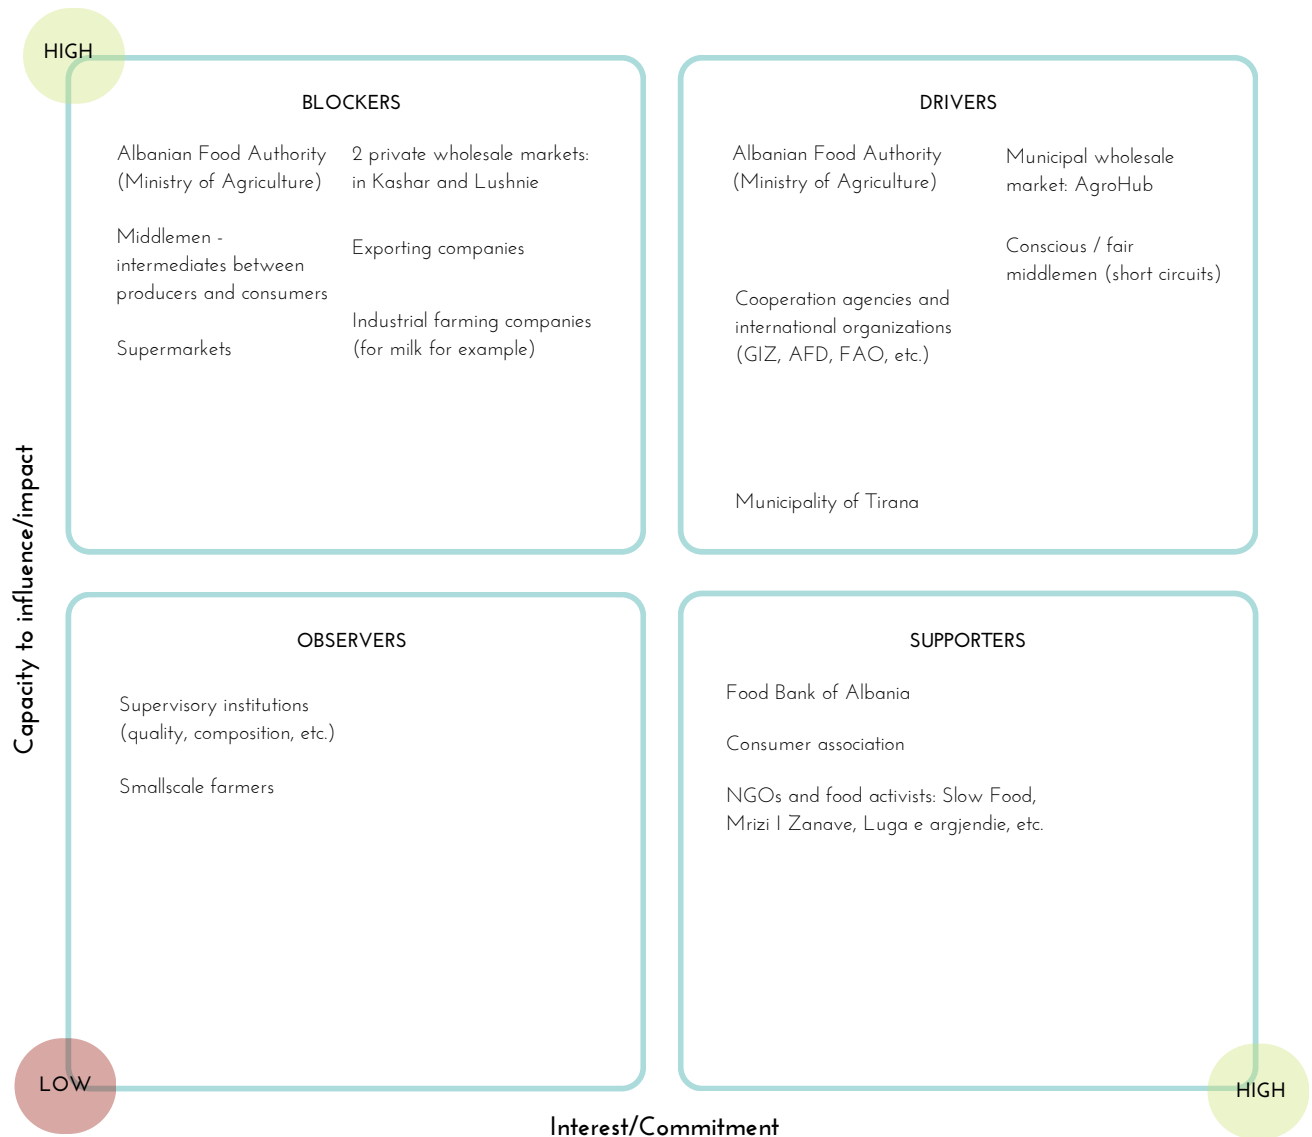 HIGH
BLOCKERS
Albanian Food Authority
(Ministry of Agriculture)
Middlemen -
intermediates between
producers and consumers
Supermarkets
2 private wholesale markets:
in Kashar and Lushnie
Exporting companies
Industrial farming companies
(for milk for example)
DRIVERS
Albanian Food Authority
(Ministry of Agriculture)
Cooperation agencies and
international organizations
(GIZ, AFD, FAO, etc.)
Municipality of Tirana
Municipal wholesale
market: AgroHub
Conscious / fair
middlemen (short circuits)
Capacity to influence/impact
OBSERVERS
Supervisory institutions
(quality, composition, etc.)
Smallscale farmers
SUPPORTERS
Food Bank of Albania
Consumer association
NGOs and food activists: Slow Food,
Mrizi I Zanave, Luga e argjendie, etc.
LOW
HIGH
Interest/Commitment